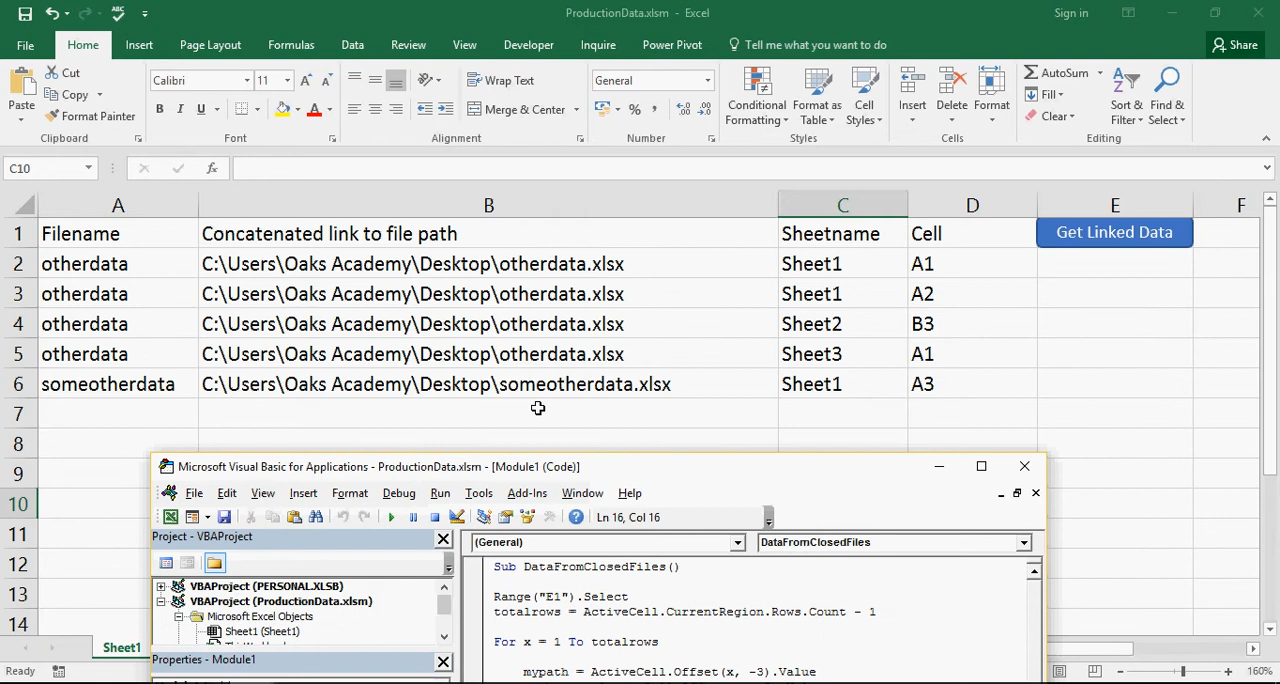 ProductionData.xlsm - Excel
Sign in
File Home Insert Page Layout Formulas Data Review View Developer Inquire Power Pivot Tell me what you want to do Share
Paste
Cut
Copy
Format Painter
Clipboard
Calibri 11
B I U
Font
Wrap Text
Merge & Center
Alignment
General
Number
Conditional Formatting
Format as Table
Cell Styles
Styles
Insert
Delete
Format
Cells
AutoSum
Fill
Clear
Sort & Filter
Find & Select
Editing
C10
fx
A B C D E F
1 Filename Concatenated link to file path Sheetname Cell Get Linked Data
2 otherdata C:\Users\Oaks Academy\Desktop\otherdata.xlsx Sheet1 A1
3 otherdata C:\Users\Oaks Academy\Desktop\otherdata.xlsx Sheet1 A2
4 otherdata C:\Users\Oaks Academy\Desktop\otherdata.xlsx Sheet2 B3
5 otherdata C:\Users\Oaks Academy\Desktop\otherdata.xlsx Sheet3 A1
6 someotherdata C:\Users\Oaks Academy\Desktop\someotherdata.xlsx Sheet1 A3
7
8
9
10
11
12
13
14
Microsoft Visual Basic for Applications - ProductionData.xlsm - [Module1 (Code)]
File Edit View Insert Format Debug Run Tools Add-Ins Window Help
Ln 16, Col 16
Project - VBAProject
VBAProject (PERSONAL.XLSB)
VBAProject (ProductionData.xlsm)
Microsoft Excel Objects
Sheet1 (Sheet1)
Properties - Module1
(General)
DataFromClosedFiles
Sub DataFromClosedFiles()
Range("E1").Select
totalrows = ActiveCell.CurrentRegion.Rows.Count - 1
For x = 1 To totalrows
mypath = ActiveCell.Offset(x, -3).Value
Sheet1
Ready
160%